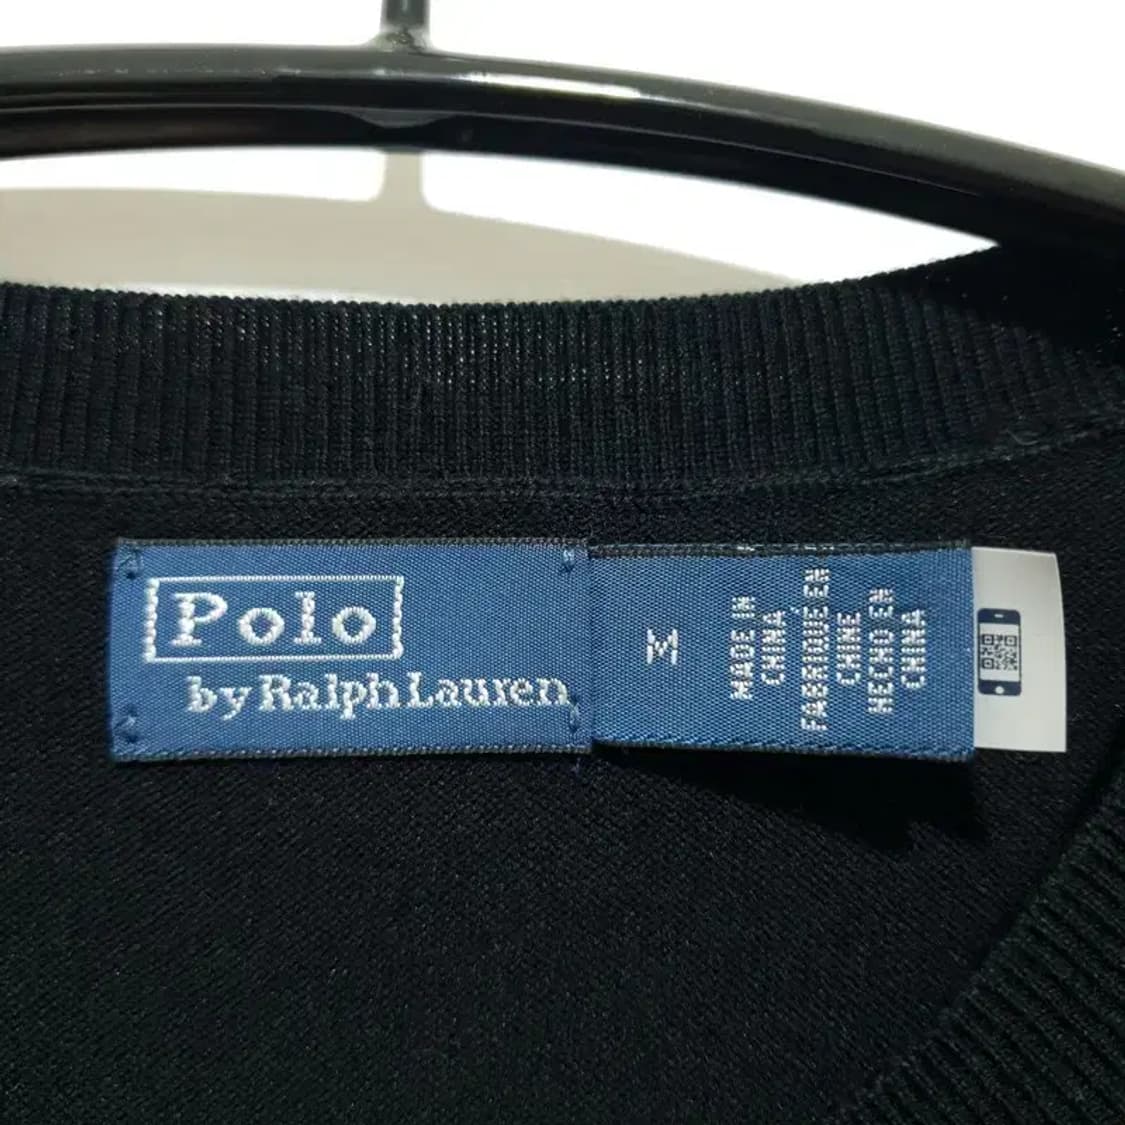 Polo
by Ralph Lauren
M
MADE IN
CHINA
FABRIQUÉ EN
CHINE
HECHO EN
CHINA